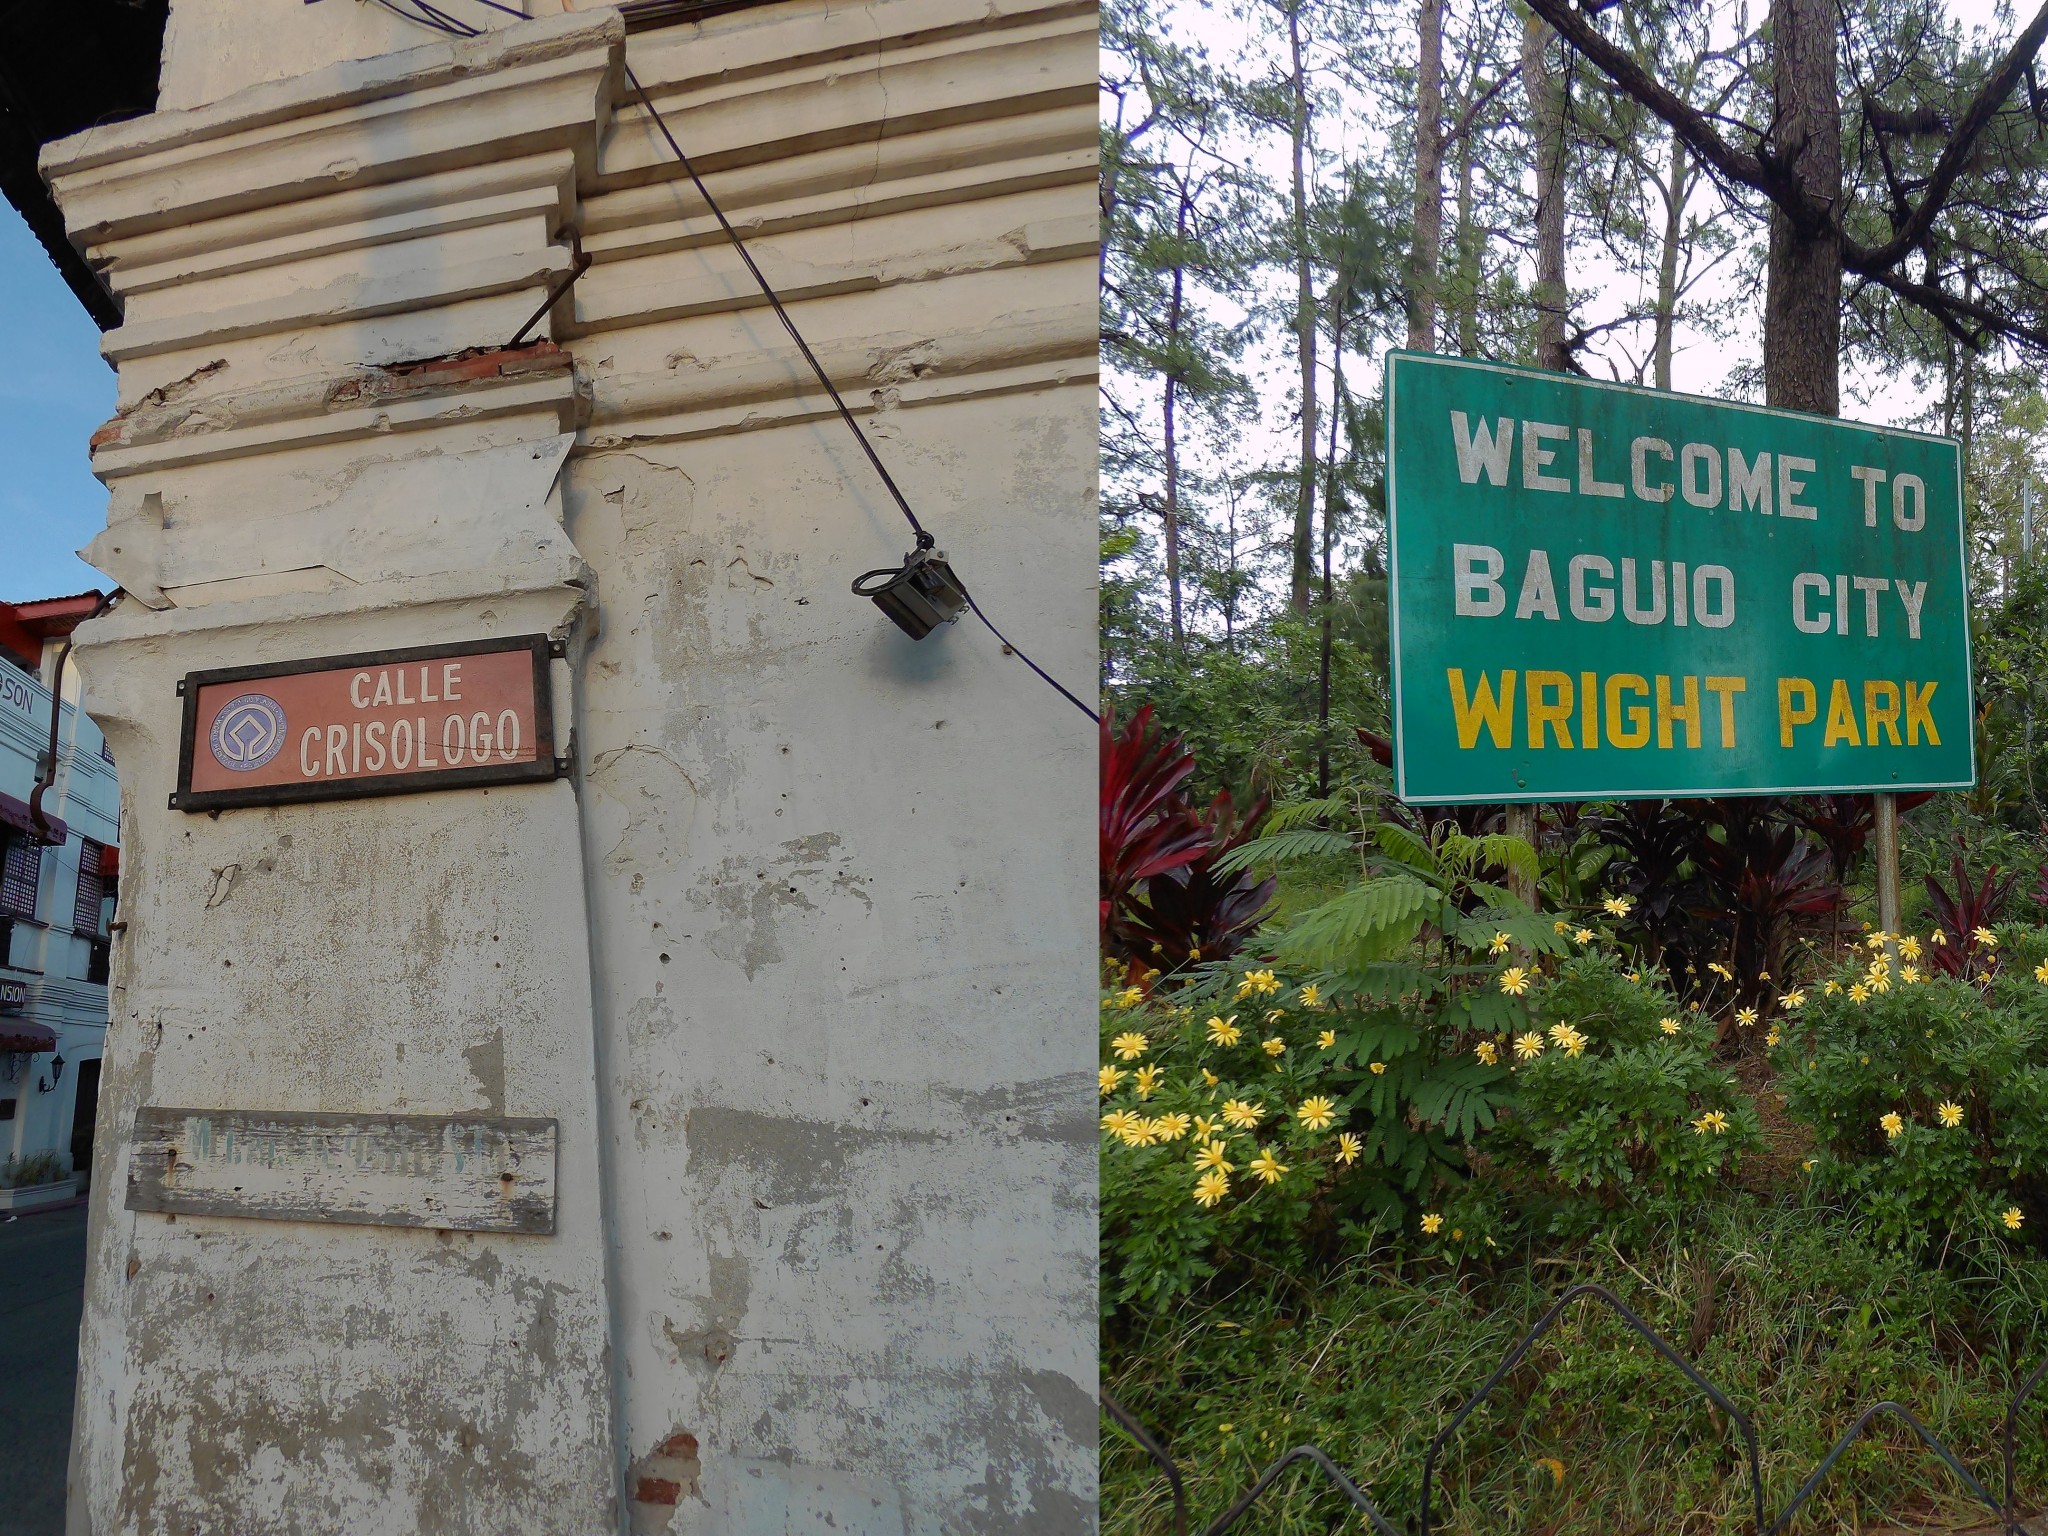 CALLE
CRISOLOGO
WELCOME TO
BAGUIO CITY
WRIGHT PARK